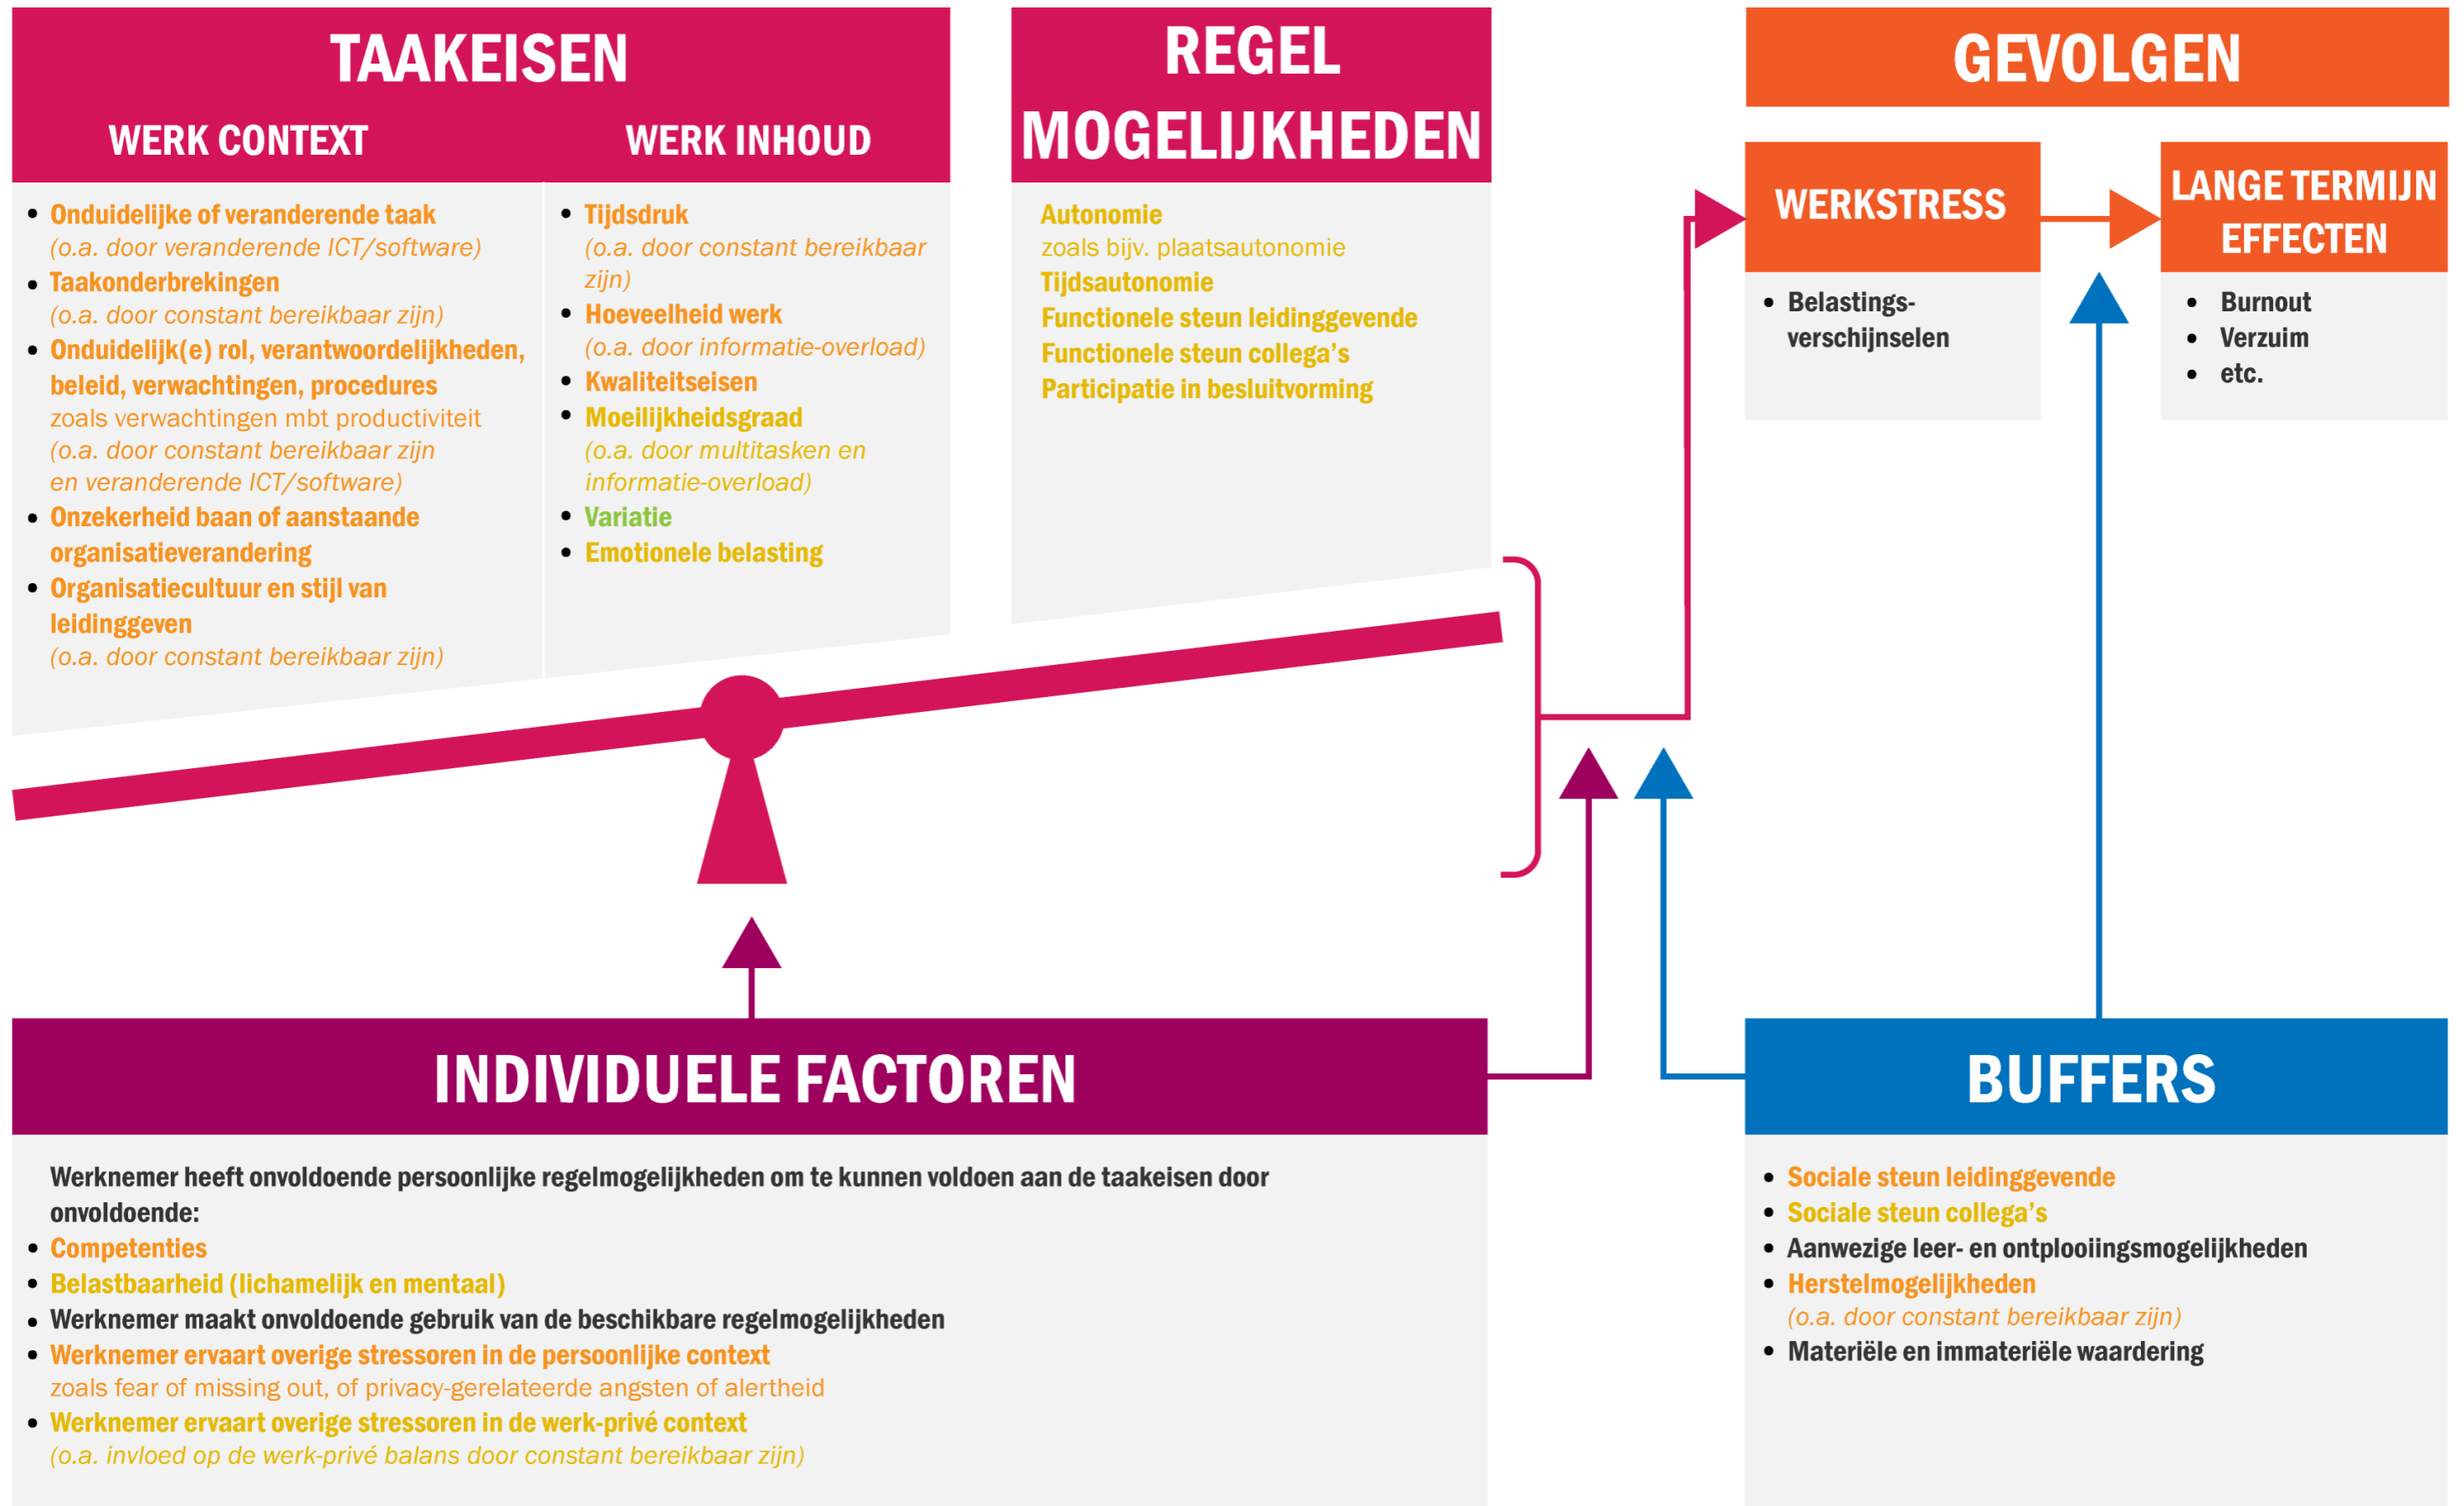 TAAKEISEN
WERK CONTEXT
• Onduidelijke of veranderende taak
(o.a. door veranderende ICT/software)
• Taakonderbrekingen
(o.a. door constant bereikbaar zijn)
• Onduidelijk(e) rol, verantwoordelijkheden,
beleid, verwachtingen, procedures
zoals verwachtingen mbt productiviteit
(o.a. door constant bereikbaar zijn
en veranderende ICT/software)
• Onzekerheid baan of aanstaande
organisatieverandering
• Organisatiecultuur en stijl van
leidinggeven
(o.a. door constant bereikbaar zijn)
WERK INHOUD
• Tijdsdruk
(o.a. door constant bereikbaar
zijn)
• Hoeveelheid werk
(o.a. door informatie-overload)
• Kwaliteitseisen
• Moeilijkheidsgraad
(o.a. door multitasken en
informatie-overload)
• Variatie
• Emotionele belasting
REGEL
MOGELIJKHEDEN
Autonomie
zoals bijv. plaatsautonomie
Tijdsautonomie
Functionele steun leidinggevende
Functionele steun collega's
Participatie in besluitvorming
GEVOLGEN
WERKSTRESS
• Belastings-
verschijnselen
LANGE TERMIJN
EFFECTEN
• Burnout
• Verzuim
• etc.
INDIVIDUELE FACTOREN
Werknemer heeft onvoldoende persoonlijke regelmogelijkheden om te kunnen voldoen aan de taakeisen door
onvoldoende:
• Competenties
• Belastbaarheid (lichamelijk en mentaal)
• Werknemer maakt onvoldoende gebruik van de beschikbare regelmogelijkheden
• Werknemer ervaart overige stressoren in de persoonlijke context
zoals fear of missing out, of privacy-gerelateerde angsten of alertheid
• Werknemer ervaart overige stressoren in de werk-privé context
(o.a. invloed op de werk-privé balans door constant bereikbaar zijn)
BUFFERS
• Sociale steun leidinggevende
• Sociale steun collega's
• Aanwezige leer- en ontplooiingsmogelijkheden
• Herstelmogelijkheden
(o.a. door constant bereikbaar zijn)
• Materiële en immateriële waardering